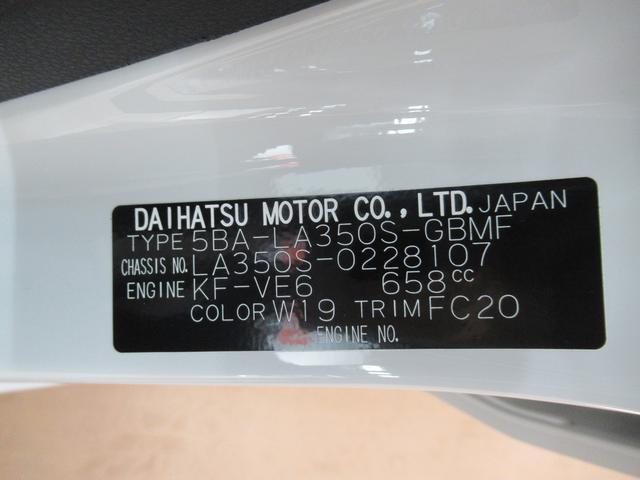 DAIHATSU MOTOR CO., LTD. JAPAN
TYPE 5BA-LA350S-GBMF
CHASSIS NO. LA350S-0228107
ENGINE KF-VE6 658cc
COLOR W19 TRIM FC20
ENGINE NO.